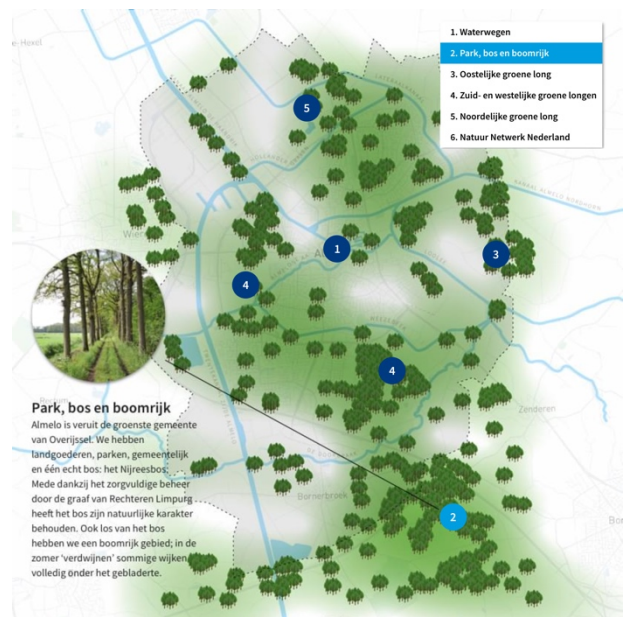 1. Waterwegen
2. Park, bos en boomrijk
3. Oostelijke groene long
4. Zuid- en westelijke groene longen
5. Noordelijke groene long
6. Natuur Netwerk Nederland
5
1
3
4
4
2
Zenderen
Bornerbroek
Park, bos en boomrijk
Almelo is veruit de groenste gemeente
van Overijssel. We hebben
landgoederen, parken, gemeentelijk
en één echt bos: het Nijreesbos.
Mede dankzij het zorgvuldige beheer
door de graaf van Rechteren Limpurg
heeft het bos zijn natuurlijke karakter
behouden. Ook los van het bos
hebben we een boomrijk gebied; in de
zomer ‘verdwijnen’ sommige wijken
volledig onder het gebladerte.